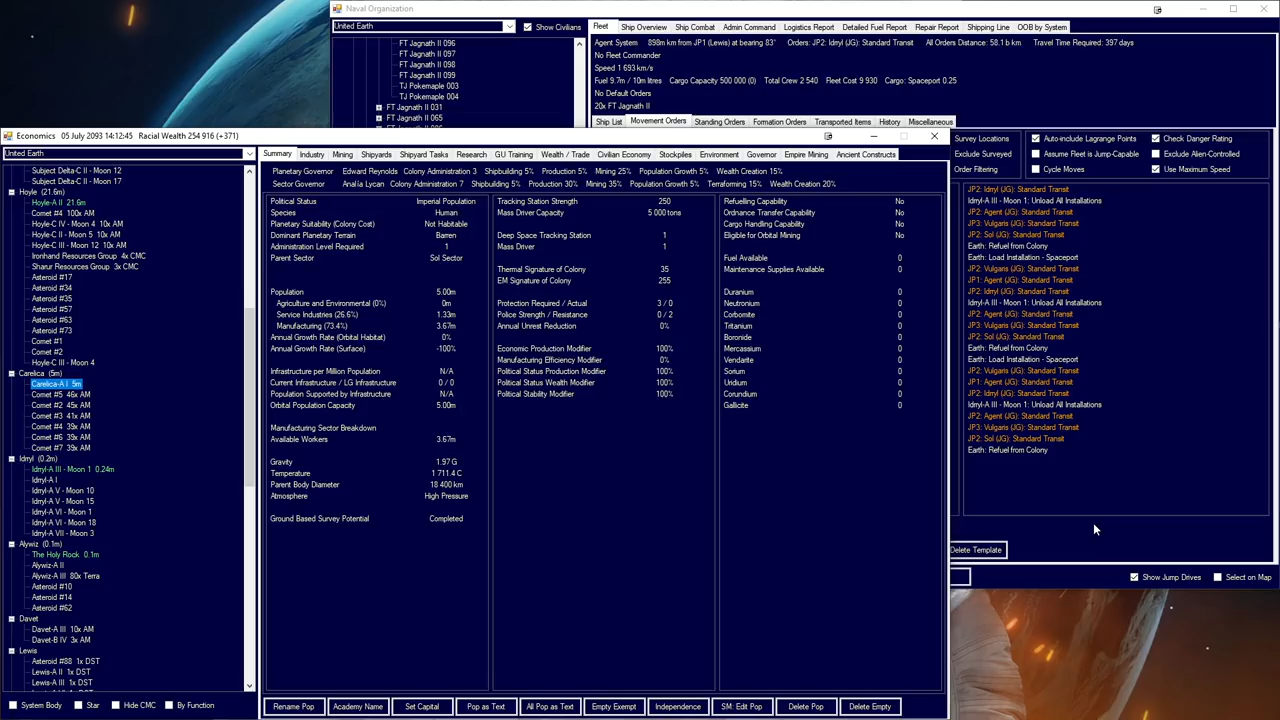 Naval Organization
United Earth
Show Civilians
FT Jagnath II 096
FT Jagnath II 097
FT Jagnath II 098
FT Jagnath II 099
TJ Pokemaple 003
TJ Pokemaple 004
FT Jagnath II 031
FT Jagnath II 065
Fleet Ship Overview Ship Combat Admin Command Logistics Report Detailed Fuel Report Repair Report Shipping Line OOB by System
Agent System 898m km from JP1 (Lewis) at bearing 83° Orders: JP2: Idryl (JG): Standard Transit All Orders Distance: 58.1 b km Travel Time Required: 397 days
No Fleet Commander
Speed 1 693 km/s
Fuel 9.7m / 10m litres Cargo Capacity 500 000 (0) Total Crew 2 540 Fleet Cost 9 930 Cargo: Spaceport 0.25
No Default Orders
20x FT Jagnath II
Ship List Movement Orders Standing Orders Formation Orders Transported Items History Miscellaneous
Survey Locations Auto-include Lagrange Points Check Danger Rating
Exclude Surveyed Assume Fleet is Jump-Capable Exclude Alien-Controlled
Order Filtering Cycle Moves Use Maximum Speed
JP2: Idryl (JG): Standard Transit
Idryl-A III - Moon 1: Unload All Installations
JP2: Agent (JG): Standard Transit
JP3: Vulgaris (JG): Standard Transit
JP2: Sol (JG): Standard Transit
Earth: Refuel from Colony
Earth: Load Installation - Spaceport
JP2: Vulgaris (JG): Standard Transit
JP1: Agent (JG): Standard Transit
JP2: Idryl (JG): Standard Transit
Idryl-A III - Moon 1: Unload All Installations
JP2: Agent (JG): Standard Transit
JP3: Vulgaris (JG): Standard Transit
JP2: Sol (JG): Standard Transit
Earth: Refuel from Colony
Earth: Load Installation - Spaceport
JP2: Vulgaris (JG): Standard Transit
JP1: Agent (JG): Standard Transit
JP2: Idryl (JG): Standard Transit
Idryl-A III - Moon 1: Unload All Installations
JP2: Agent (JG): Standard Transit
JP3: Vulgaris (JG): Standard Transit
JP2: Sol (JG): Standard Transit
Earth: Refuel from Colony
Delete Template
Show Jump Drives Select on Map
Economics 05 July 2093 14:12:45 Racial Wealth 254 916 (+371)
United Earth
Subject Delta-C II - Moon 12
Subject Delta-C II - Moon 17
Hoyle (21.6m)
Hoyle-A II 21.6m
Comet #4 100x AM
Hoyle-C IV - Moon 4 10x AM
Hoyle-C II - Moon 5 10x AM
Hoyle-C III - Moon 12 10x AM
Ironhand Resources Group 4x CMC
Sharur Resources Group 3x CMC
Asteroid #17
Asteroid #34
Asteroid #35
Asteroid #57
Asteroid #63
Asteroid #73
Comet #1
Comet #2
Hoyle-C III - Moon 4
Carelica (5m)
Carelica-A I 5m
Comet #5 46x AM
Comet #2 45x AM
Comet #3 41x AM
Comet #4 39x AM
Comet #6 39x AM
Comet #7 39x AM
Idrryl (0.2m)
Idrryl-A III - Moon 1 0.24m
Idrryl-A I
Idrryl-A V - Moon 10
Idrryl-A V - Moon 15
Idrryl-A VI - Moon 1
Idrryl-A VI - Moon 18
Idrryl-A VII - Moon 3
Alywiz (0.1m)
The Holy Rock 0.1m
Alywiz-A II
Alywiz-A III 80x Terra
Asteroid #10
Asteroid #14
Asteroid #62
Davet
Davet-A III 10x AM
Davet-B IV 3x AM
Lewis
Asteroid #88 1x DST
Lewis-A II 1x DST
Lewis-A III 1x DST
System Body Star Hide CMC By Function
Summary Industry Mining Shipyards Shipyard Tasks Research GU Training Wealth / Trade Civilian Economy Stockpiles Environment Governor Empire Mining Ancient Constructs
Planetary Governor Edward Reynolds Colony Administration 3 Shipbuilding 5% Production 5% Mining 25% Population Growth 5% Wealth Creation 15%
Sector Governor Analía Lycan Colony Administration 7 Shipbuilding 5% Production 30% Mining 35% Population Growth 5% Terraforming 15% Wealth Creation 20%
Political Status Imperial Population
Species Human
Planetary Suitability (Colony Cost) Not Habitable
Dominant Planetary Terrain Barren
Administration Level Required 1
Parent Sector Sol Sector
Population 5.00m
Agriculture and Environmental (0%) 0m
Service Industries (26.6%) 1.33m
Manufacturing (73.4%) 3.67m
Annual Growth Rate (Orbital Habitat) 0%
Annual Growth Rate (Surface) -100%
Infrastructure per Million Population N/A
Current Infrastructure / LG Infrastructure 0 / 0
Population Supported by Infrastructure N/A
Orbital Population Capacity 5.00m
Manufacturing Sector Breakdown
Available Workers 3.67m
Gravity 1.97 G
Temperature 1 711.4 C
Parent Body Diameter 18 400 km
Atmosphere High Pressure
Ground Based Survey Potential Completed
Tracking Station Strength 250
Mass Driver Capacity 5 000 tons
Deep Space Tracking Station 1
Mass Driver 1
Thermal Signature of Colony 35
EM Signature of Colony 255
Protection Required / Actual 3 / 0
Police Strength / Resistance 0 / 2
Annual Unrest Reduction 0%
Economic Production Modifier 100%
Manufacturing Efficiency Modifier 0%
Political Status Production Modifier 100%
Political Status Wealth Modifier 100%
Political Stability Modifier 100%
Refuelling Capability No
Ordnance Transfer Capability No
Cargo Handling Capability No
Eligible for Orbital Mining No
Fuel Available 0
Maintenance Supplies Available 0
Duranium 0
Neutronium 0
Corbomite 0
Tritanium 0
Boronide 0
Mercassium 0
Vendarite 0
Sorium 0
Uridium 0
Corundium 0
Gallicite 0
Rename Pop Academy Name Set Capital Pop as Text All Pop as Text Empty Exempt Independence SM: Edit Pop Delete Pop Delete Empty